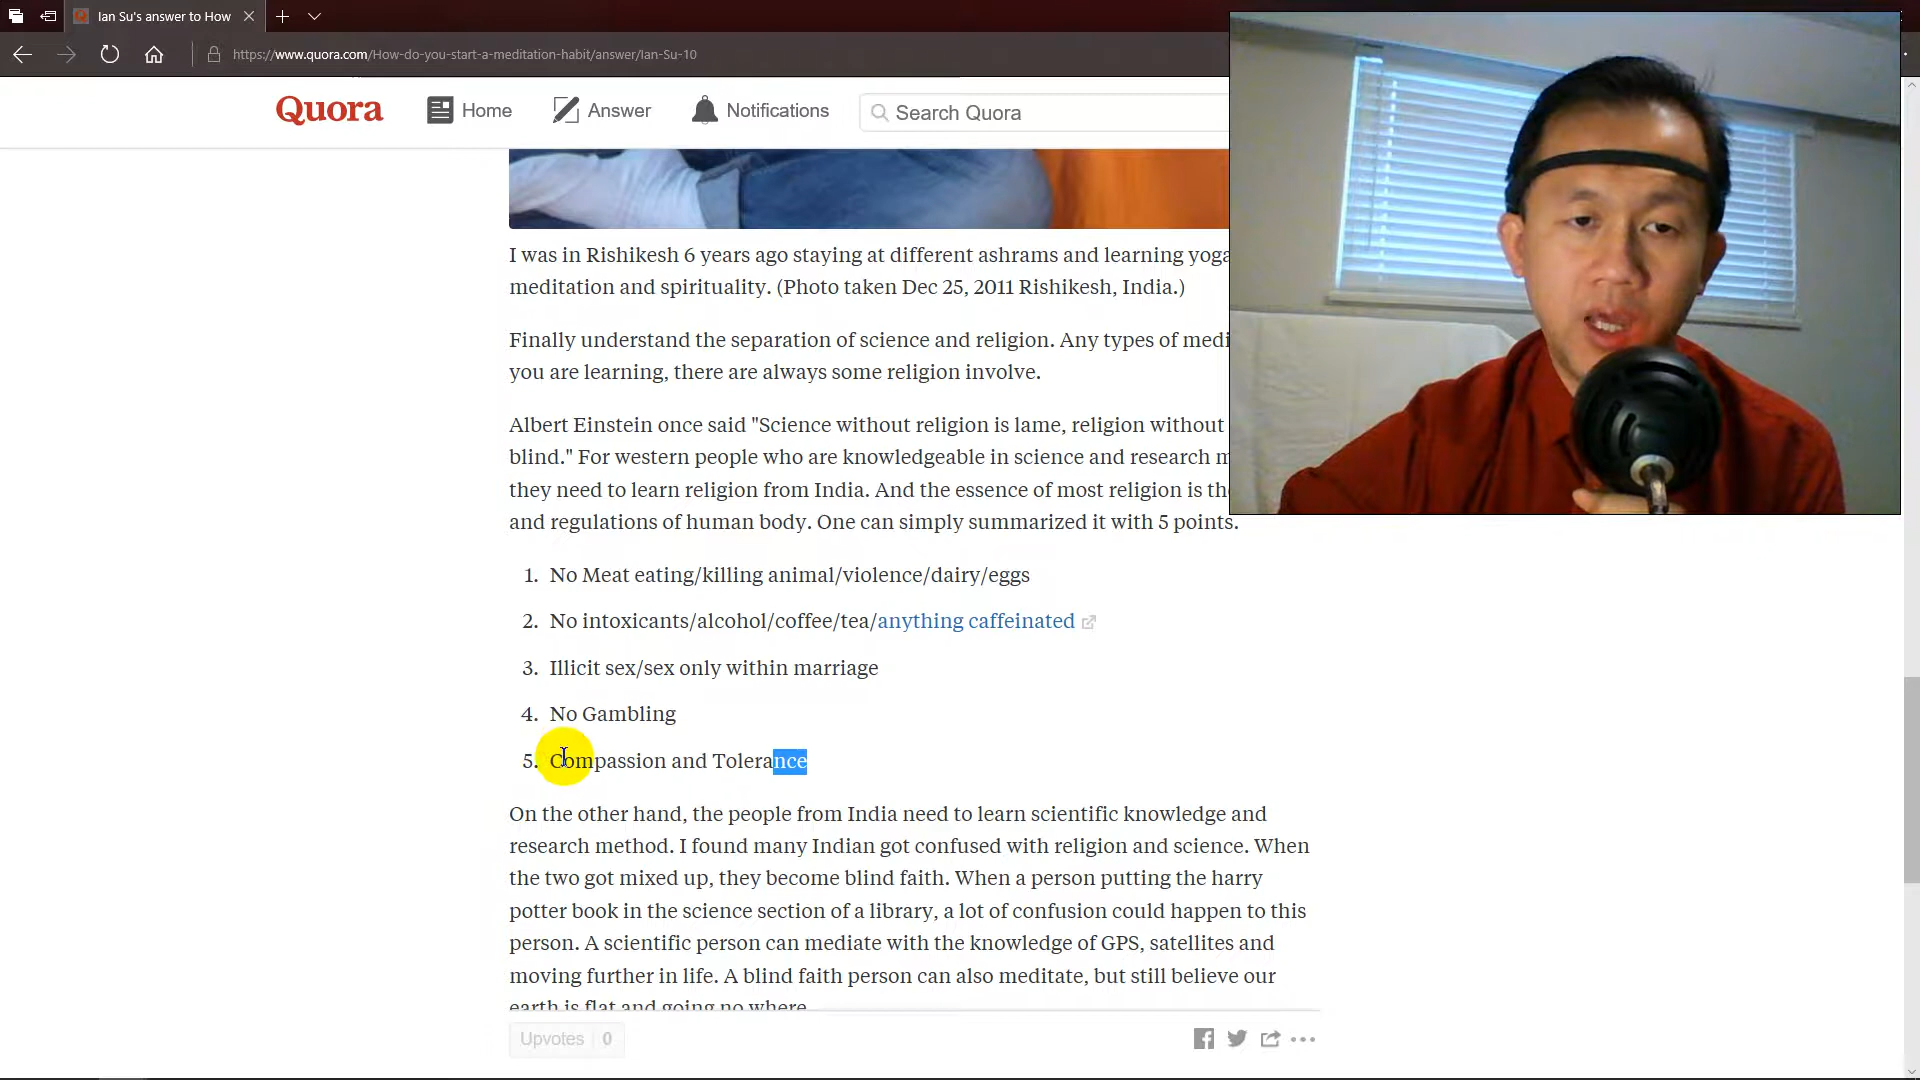 Ian Su's answer to How
https://www.quora.com/How-do-you-start-a-meditation-habit/answer/Ian-Su-10
Quora
Home
Answer
Notifications
Search Quora
I was in Rishikesh 6 years ago staying at different ashrams and learning yoga
meditation and spirituality. (Photo taken Dec 25, 2011 Rishikesh, India.)
Finally understand the separation of science and religion. Any types of medi
you are learning, there are always some religion involve.
Albert Einstein once said "Science without religion is lame, religion without
blind." For western people who are knowledgeable in science and research m
they need to learn religion from India. And the essence of most religion is th
and regulations of human body. One can simply summarized it with 5 points.
1. No Meat eating/killing animal/violence/dairy/eggs
2. No intoxicants/alcohol/coffee/tea/anything caffeinated
3. Illicit sex/sex only within marriage
4. No Gambling
5. Compassion and Tolerance
On the other hand, the people from India need to learn scientific knowledge and
research method. I found many Indian got confused with religion and science. When
the two got mixed up, they become blind faith. When a person putting the harry
potter book in the science section of a library, a lot of confusion could happen to this
person. A scientific person can mediate with the knowledge of GPS, satellites and
moving further in life. A blind faith person can also meditate, but still believe our
earth is flat and going no where.
Upvotes 0